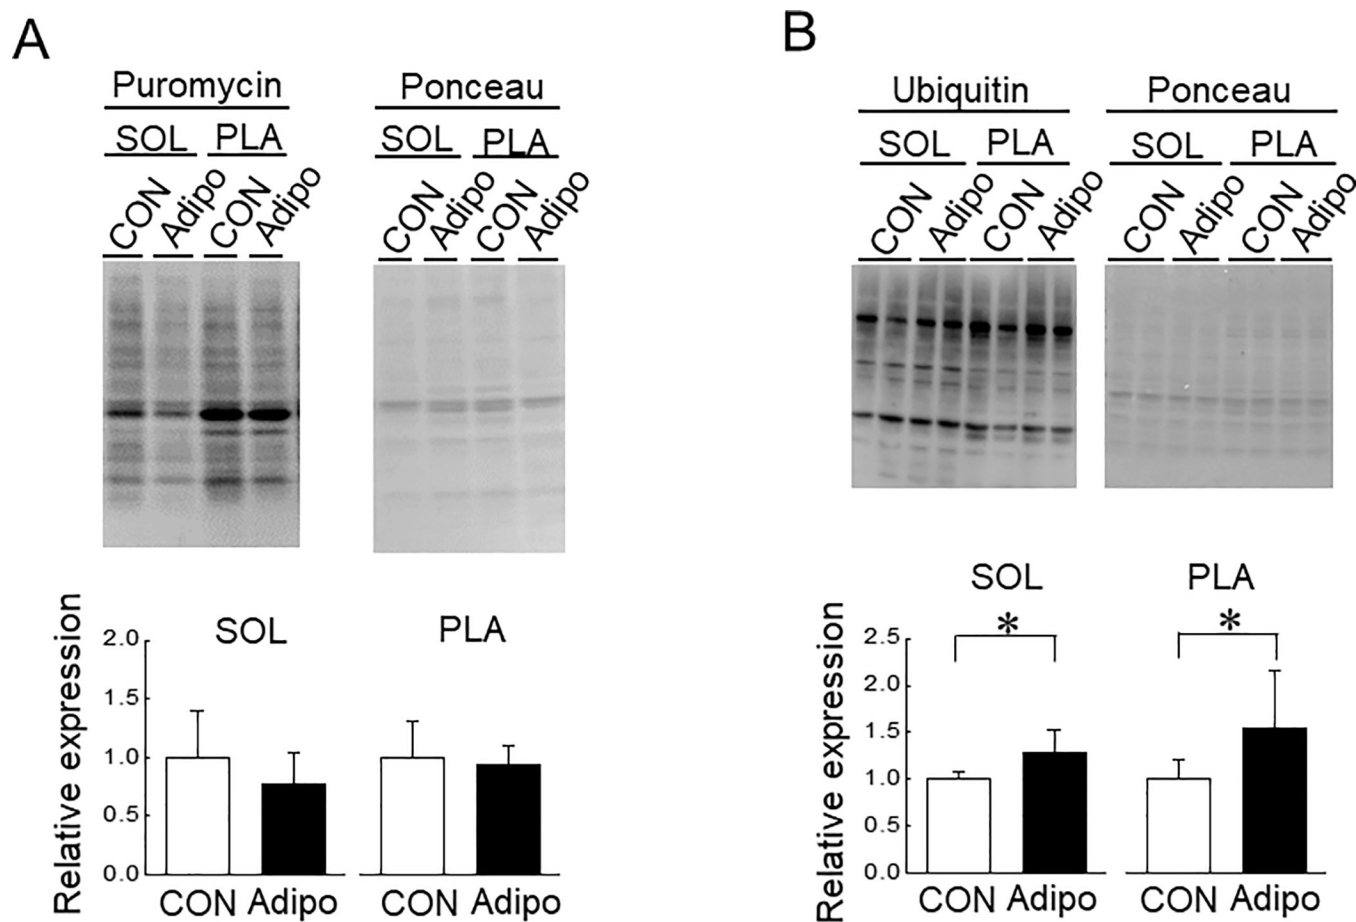 A
Puromycin
Ponceau
SOL PLA
SOL PLA
CON Adipo CON Adipo
CON Adipo CON Adipo
Relative expression
2.0
1.5
1.0
0.5
0.0
SOL
PLA
CON Adipo
CON Adipo
B
Ubiquitin
Ponceau
SOL PLA
SOL PLA
CON Adipo CON Adipo
CON Adipo CON Adipo
Relative expression
2.5
2.0
1.5
1.0
0.5
0.0
SOL
PLA
*
*
CON Adipo
CON Adipo